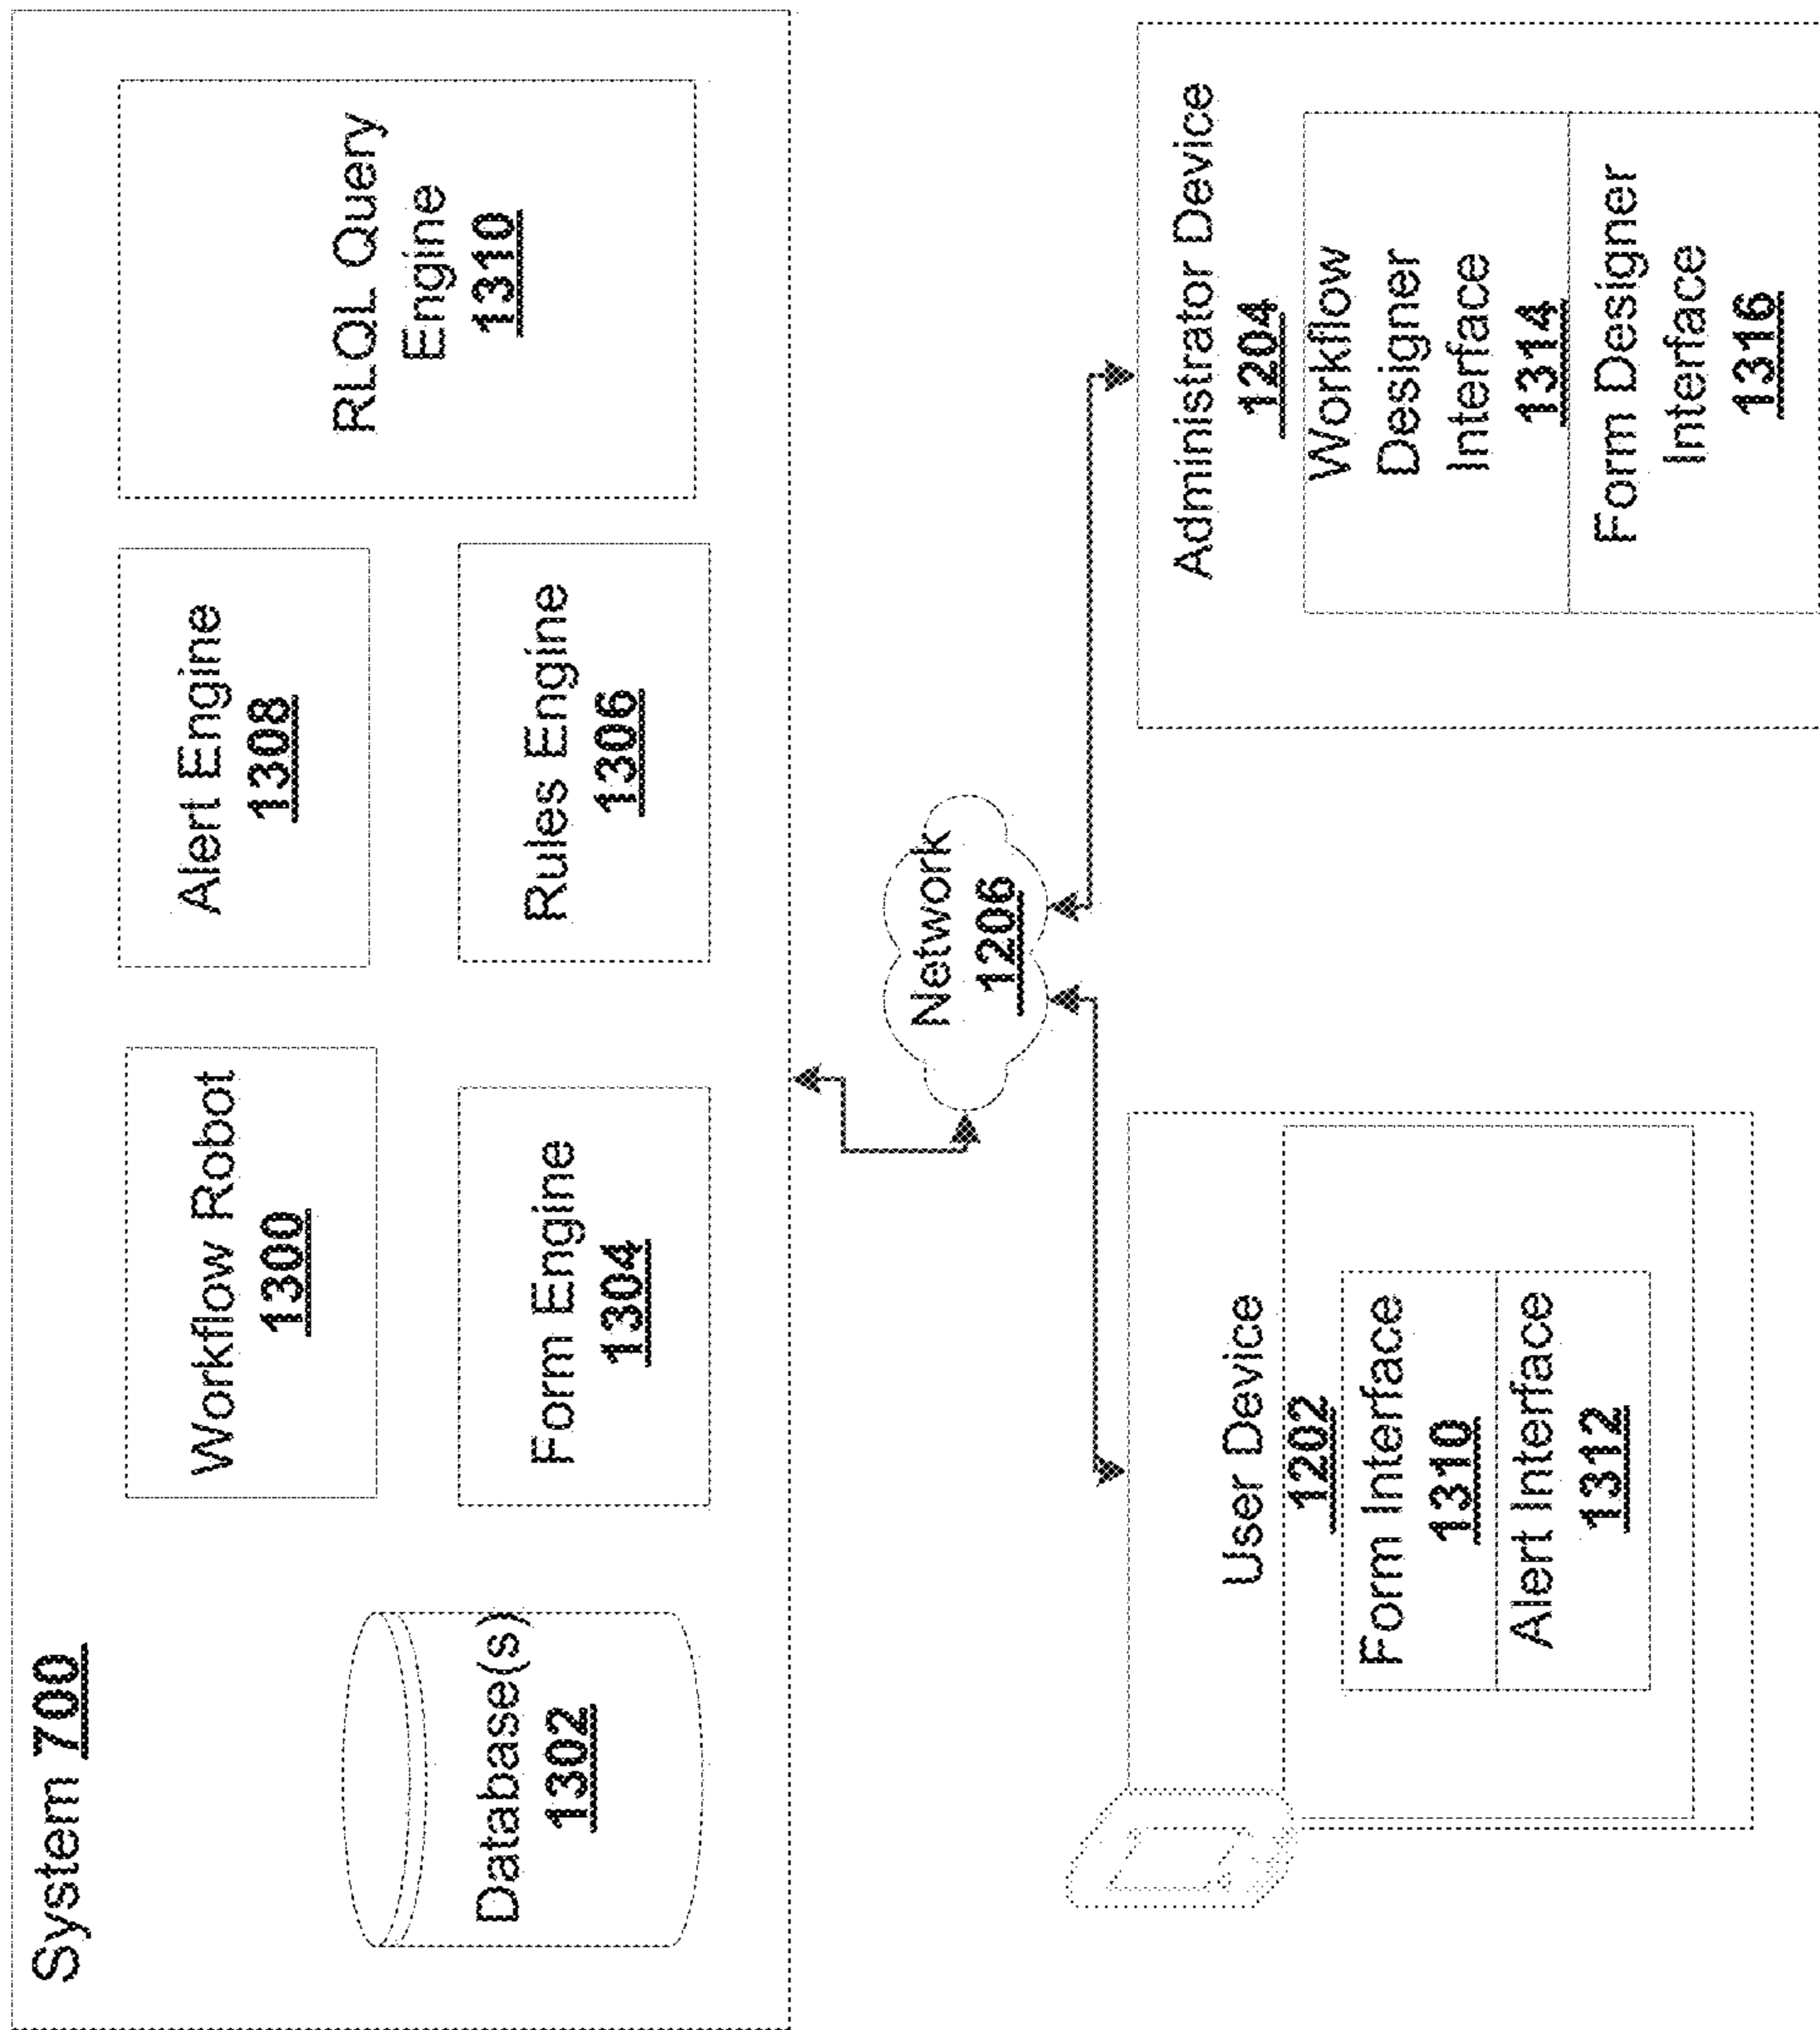 System 700
Database(s)
1302
Workflow Robot
1300
Form Engine
1304
Alert Engine
1308
Rules Engine
1306
RLQL Query
Engine
1310
Network
1206
User Device
1202
Form Interface
1310
Alert Interface
1312
Administrator Device
1204
Workflow
Designer
Interface
1314
Form Designer
Interface
1316